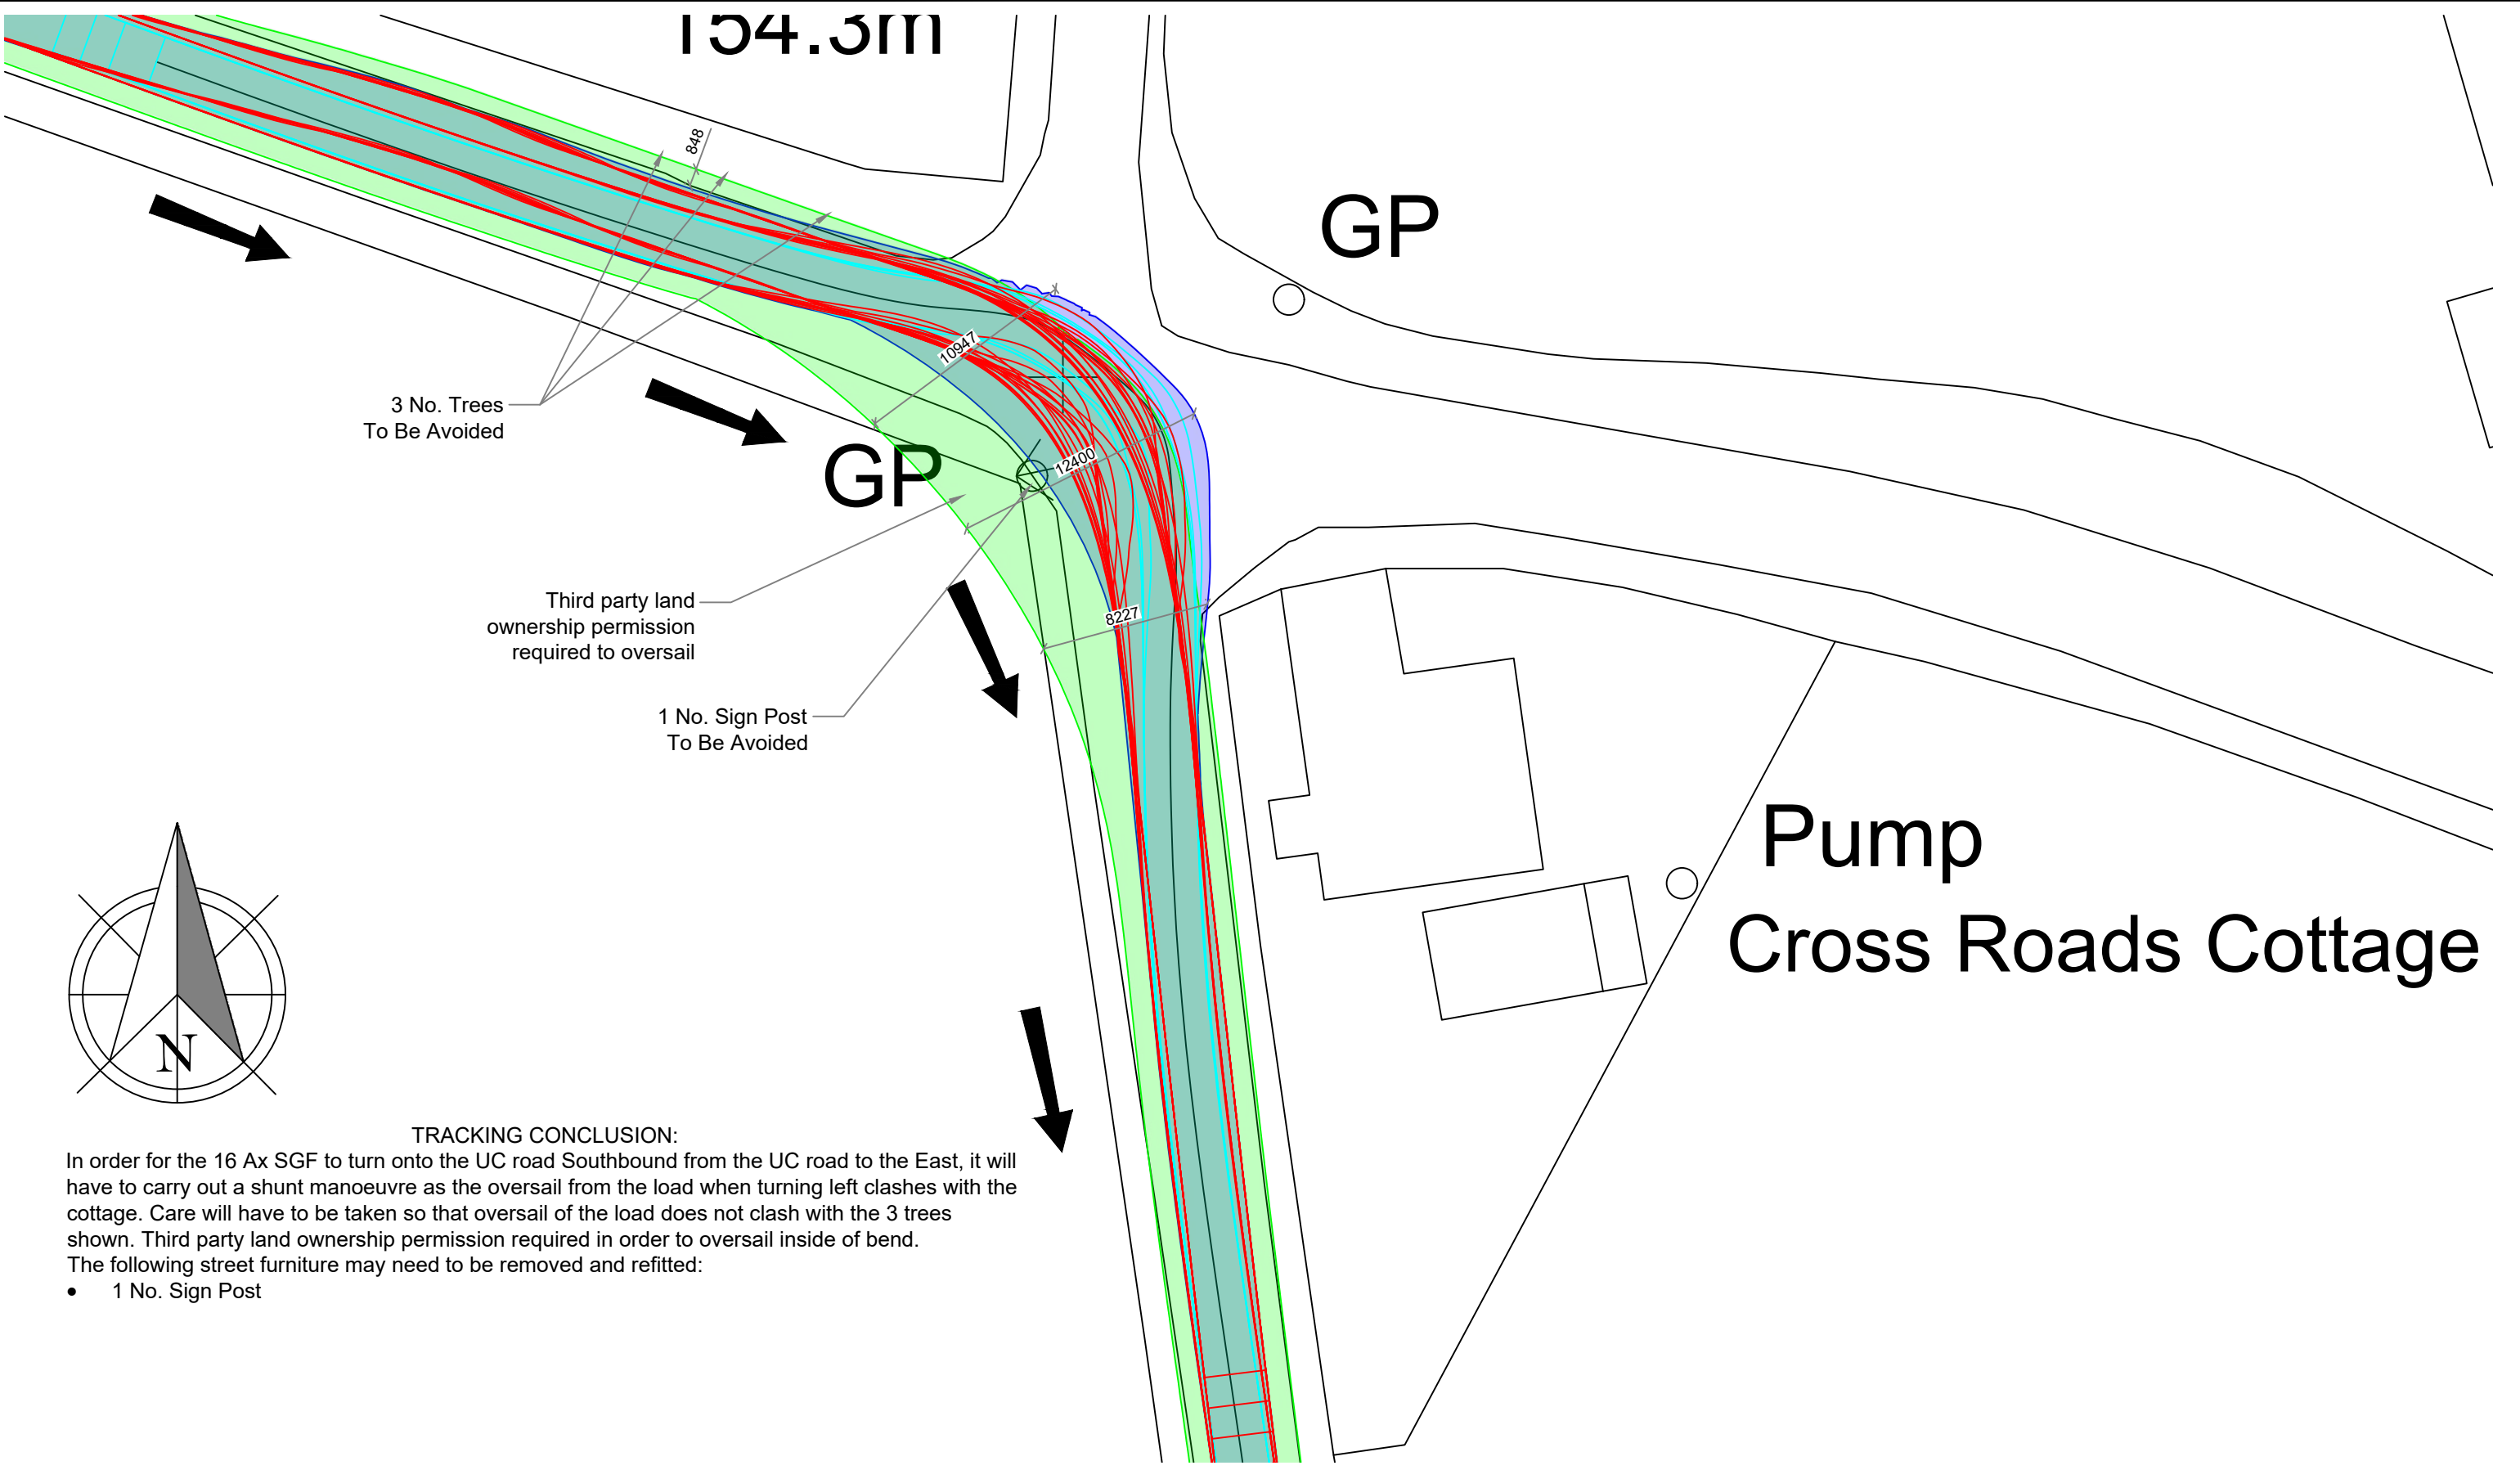 154.3m
848
GP
10947
3 No. Trees
To Be Avoided
12400
GP
Third party land
ownership permission
required to oversail
8227
1 No. Sign Post
To Be Avoided
Pump
Cross Roads Cottage
N
TRACKING CONCLUSION:
In order for the 16 Ax SGF to turn onto the UC road Southbound from the UC road to the East, it will
have to carry out a shunt manoeuvre as the oversail from the load when turning left clashes with the
cottage. Care will have to be taken so that oversail of the load does not clash with the 3 trees
shown. Third party land ownership permission required in order to oversail inside of bend.
The following street furniture may need to be removed and refitted:
• 1 No. Sign Post